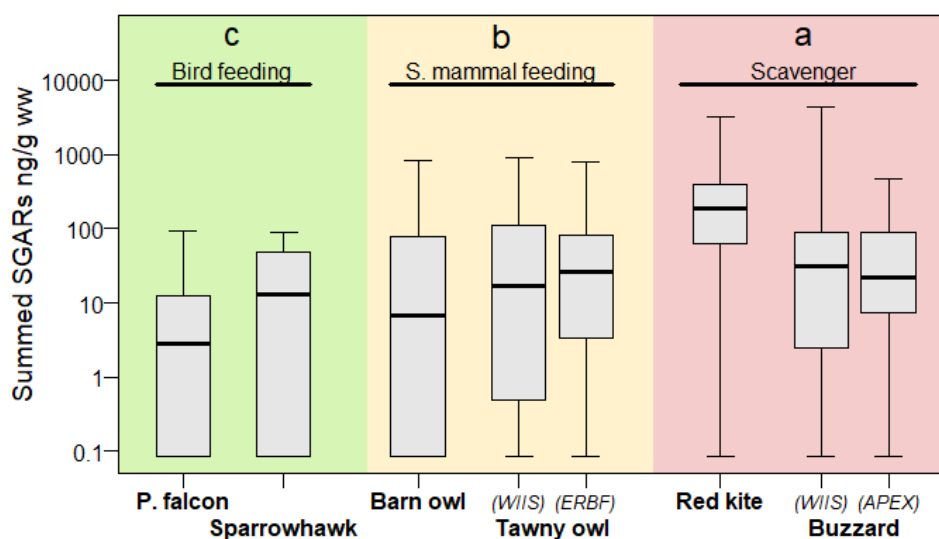 c
b
a
Bird feeding
S. mammal feeding
Scavenger
Summed SGARs ng/g ww
10000
1000
100
10
1
0.1
P. falcon
Sparrowhawk
Barn owl
(WIIS) (ERBF)
Tawny owl
Red kite
(WIIS) (APEX)
Buzzard